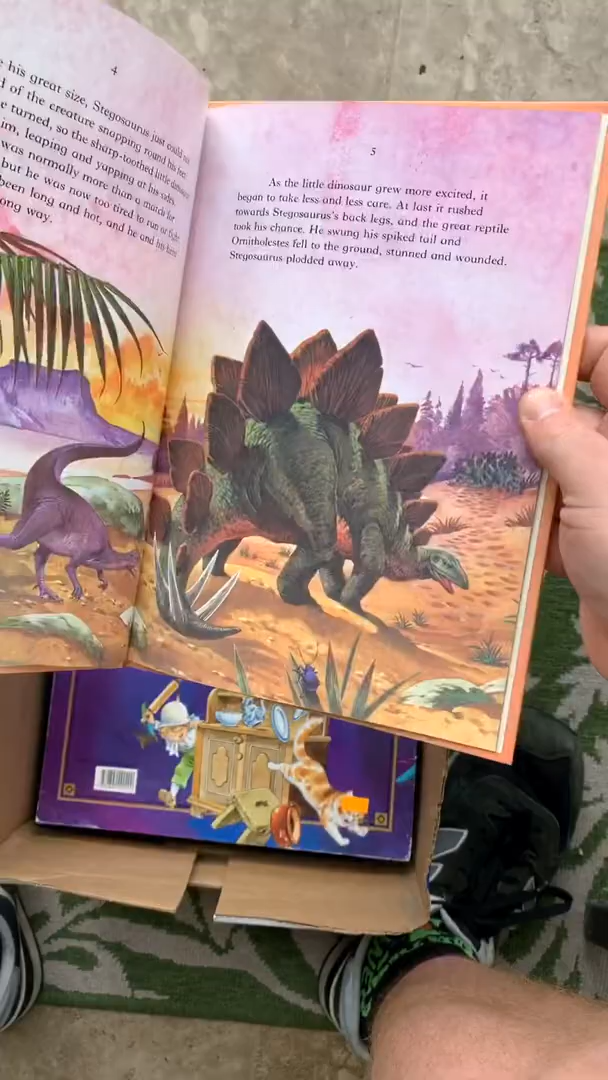 4
his great size, Stegosaurus just could not
of the creature snapping round his feet.
turned, so the sharp-toothed little dinosaur
leaping and yapping at his sides.
was normally more than a match for
but he was now too tired to run or fight.
been long and hot, and he and his
long way.
5
As the little dinosaur grew more excited, it
began to take less and less care. At last it rushed
towards Stegosaurus's back legs, and the great reptile
took his chance. He swung his spiked tail and
Ornitholestes fell to the ground, stunned and wounded.
Stegosaurus plodded away.